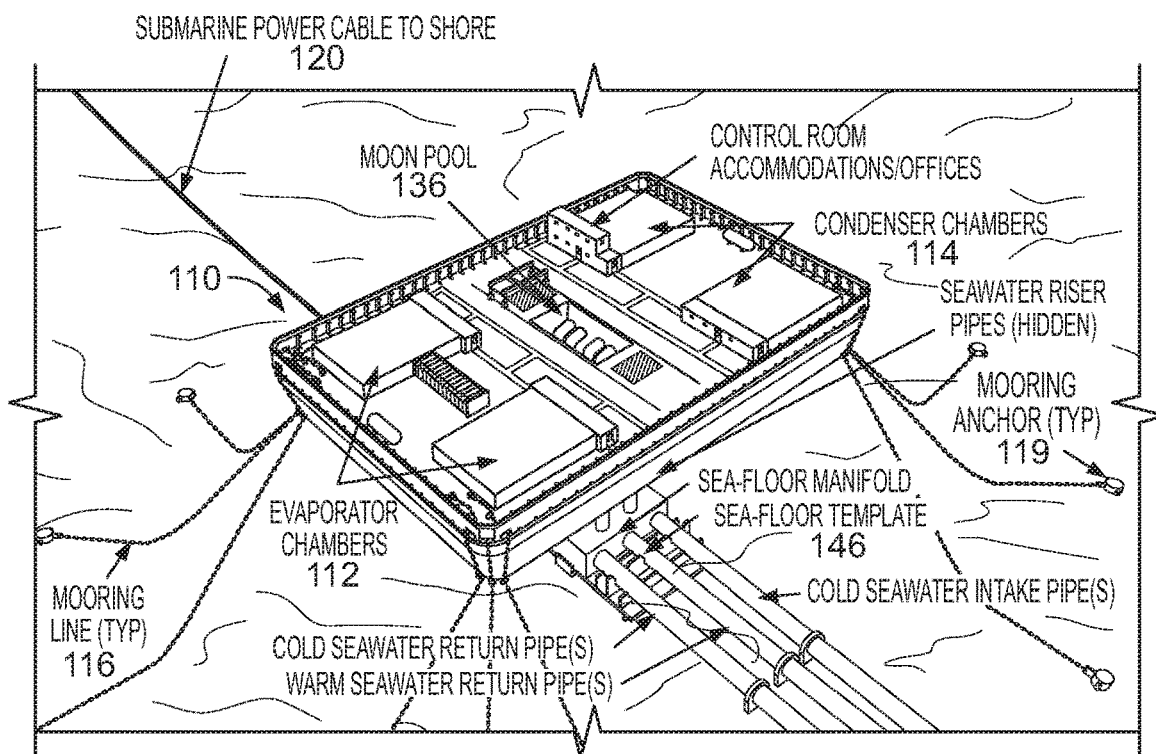 SUBMARINE POWER CABLE TO SHORE
120
MOON POOL
136
CONTROL ROOM
ACCOMMODATIONS/OFFICES
CONDENSER CHAMBERS
114
110
SEAWATER RISER
PIPES (HIDDEN)
MOORING
ANCHOR (TYP)
119
EVAPORATOR
CHAMBERS
112
SEA-FLOOR MANIFOLD
SEA-FLOOR TEMPLATE
146
MOORING
LINE (TYP)
116
COLD SEAWATER INTAKE PIPE(S)
COLD SEAWATER RETURN PIPE(S)
WARM SEAWATER RETURN PIPE(S)